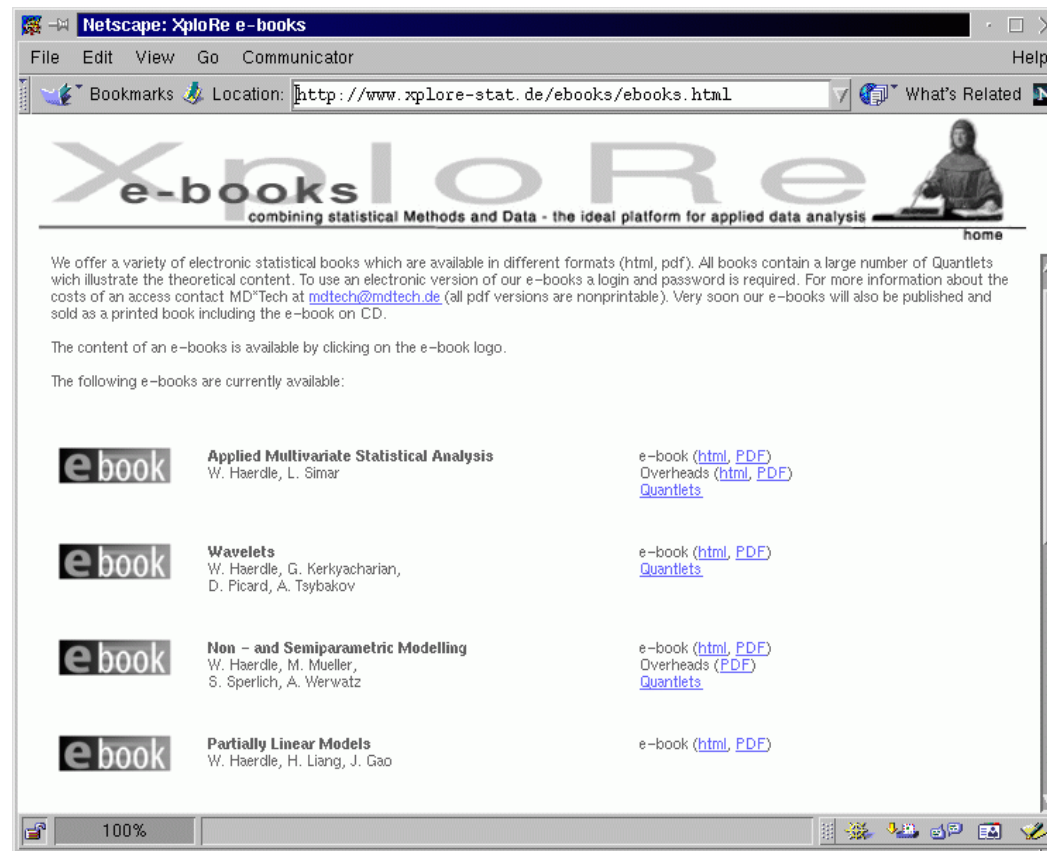 Netscape: XploRe e-books
File Edit View Go Communicator Help
Bookmarks Location: http://www.xplore-stat.de/ebooks/ebooks.html What's Related N
XploRe
e-books
combining statistical Methods and Data - the ideal platform for applied data analysis
home
We offer a variety of electronic statistical books which are available in different formats (html, pdf). All books contain a large number of Quantlets
wich illustrate the theoretical content. To use an electronic version of our e-books a login and password is required. For more information about the
costs of an access contact MD*Tech at mdtech@mdtech.de (all pdf versions are nonprintable). Very soon our e-books will also be published and
sold as a printed book including the e-book on CD.
The content of an e-books is available by clicking on the e-book logo.
The following e-books are currently available:
e book
Applied Multivariate Statistical Analysis
W. Haerdle, L. Simar
e-book (html, PDF)
Overheads (html, PDF)
Quantlets
e book
Wavelets
W. Haerdle, G. Kerkyacharian,
D. Picard, A. Tsybakov
e-book (html, PDF)
Quantlets
e book
Non - and Semiparametric Modelling
W. Haerdle, M. Mueller,
S. Sperlich, A. Werwatz
e-book (html, PDF)
Overheads (PDF)
Quantlets
e book
Partially Linear Models
W. Haerdle, H. Liang, J. Gao
e-book (html, PDF)
100%